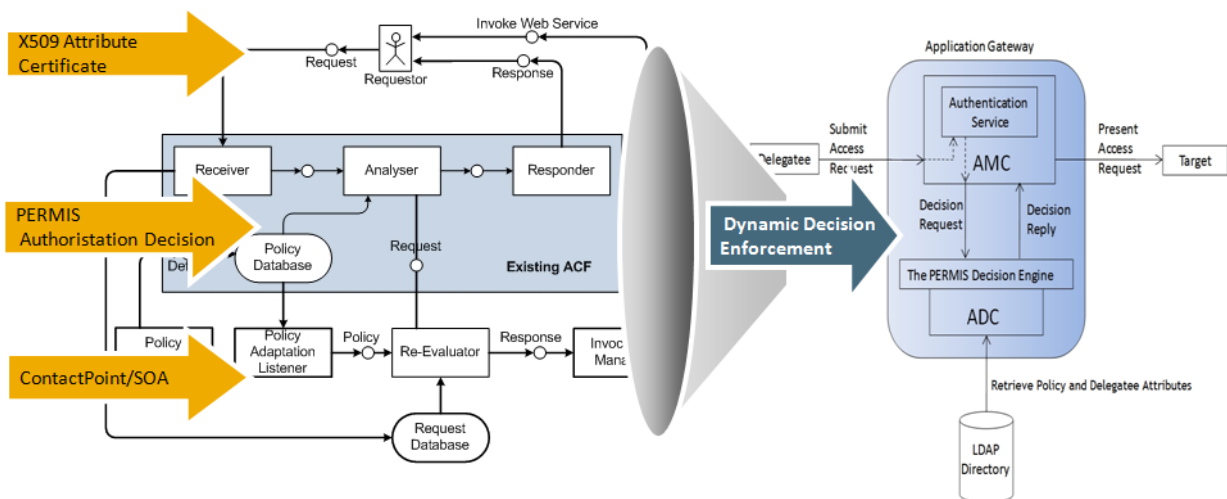 X509 Attribute
Certificate
Request
Requestor
Invoke Web Service
Response
Receiver
Analyser
Responder
PERMIS
Authoristation Decision
Policy
Database
Request
Existing ACF
Policy
Policy
Adaptation
Listener
Policy
Re-Evaluator
Response
Invoc
Mana
ContactPoint/SOA
Request
Database
Dynamic Decision
Enforcement
Application Gateway
Authentication
Service
AMC
Delegatee
Submit
Access
Request
Present
Access
Request
Target
Decision
Request
Decision
Reply
The PERMIS Decision Engine
ADC
Retrieve Policy and Delegatee Attributes
LDAP
Directory